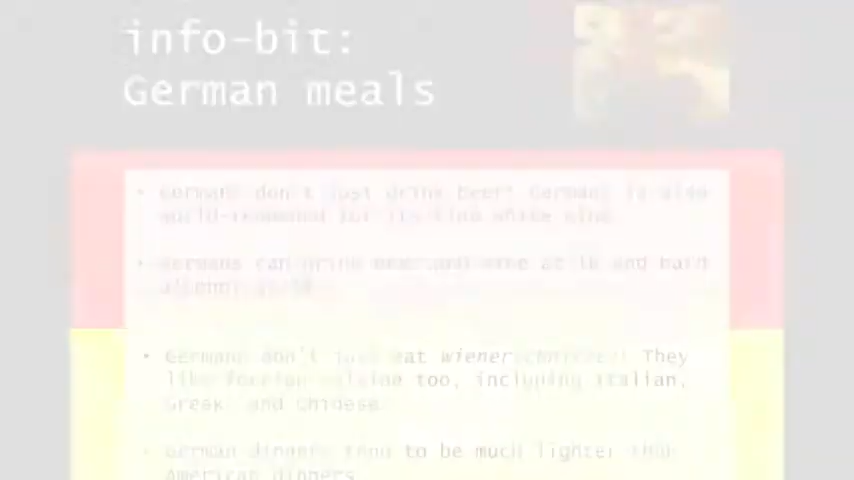 info-bit:
German meals
• Germans don't just drink beer! Germany is also
world-renowned for its fine white wine.
• Germans can drink beer and wine at 16 and hard
alcohol at 18.
• Germans don't just eat wienerschnitzel! They
like foreign cuisine too, including Italian,
Greek, and Chinese.
• German dinners tend to be much lighter than
American dinners.